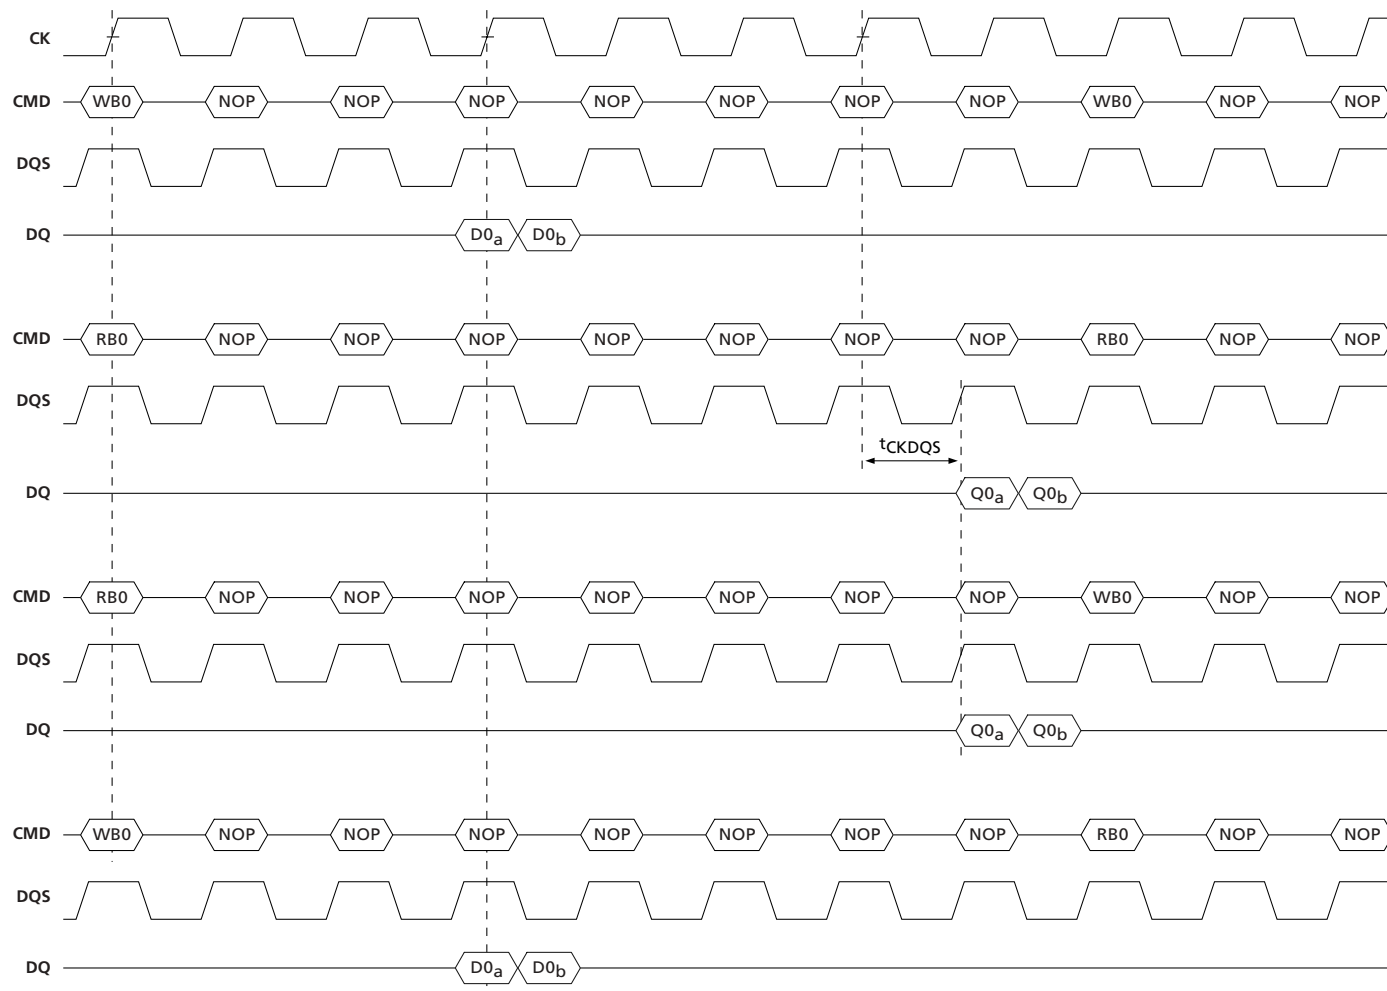 CK
CMD WB0 NOP NOP NOP NOP NOP NOP NOP WB0 NOP NOP
DQS
DQ D0a D0b
CMD RB0 NOP NOP NOP NOP NOP NOP NOP RB0 NOP NOP
DQS
tCKDQS
DQ Q0a Q0b
CMD RB0 NOP NOP NOP NOP NOP NOP NOP WB0 NOP NOP
DQS
DQ Q0a Q0b
CMD WB0 NOP NOP NOP NOP NOP NOP NOP RB0 NOP NOP
DQS
DQ D0a D0b